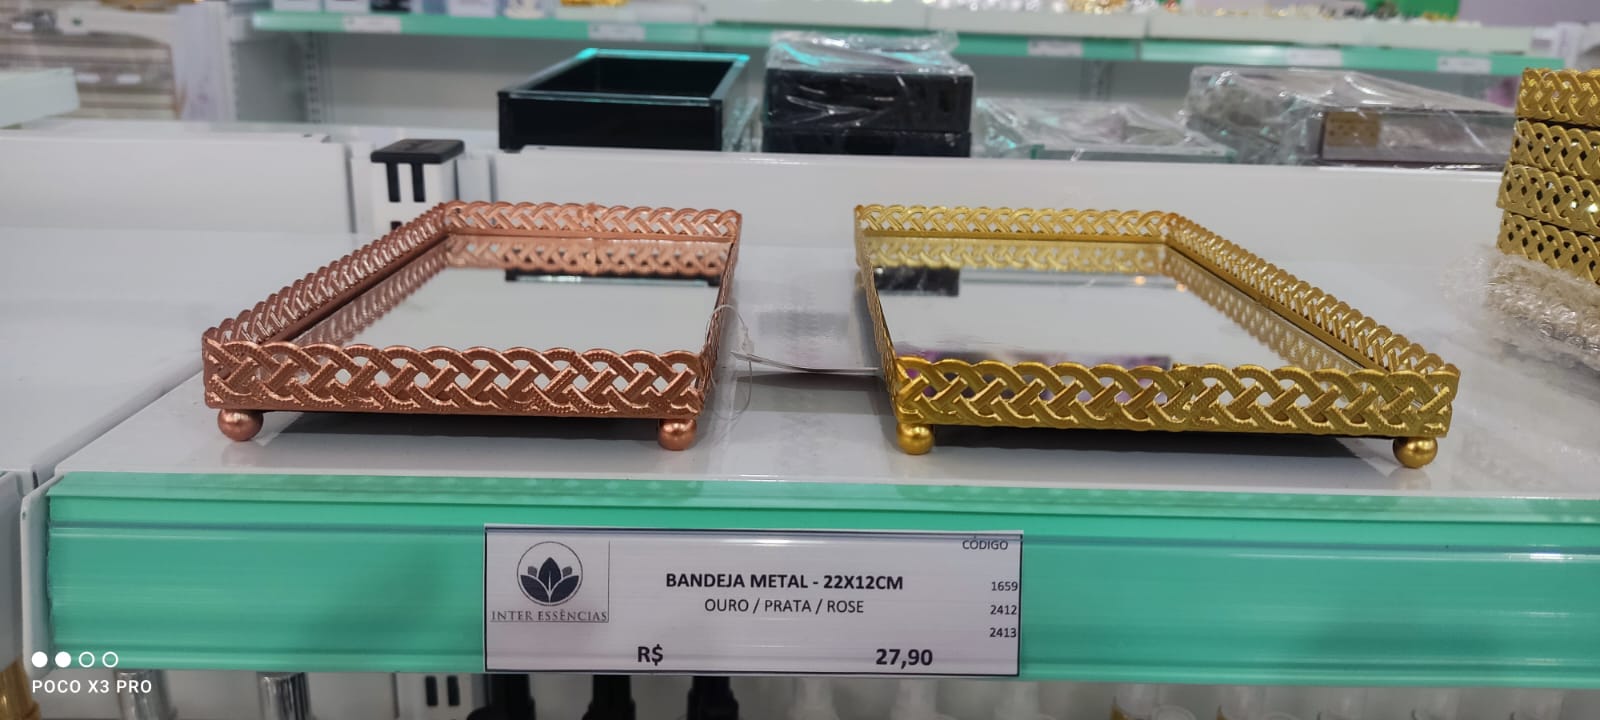 CÓDIGO
BANDEJA METAL - 22X12CM
1659
OURO / PRATA / ROSE
2412
INTER ESSÊNCIAS
2413
R$ 27,90
POCO X3 PRO